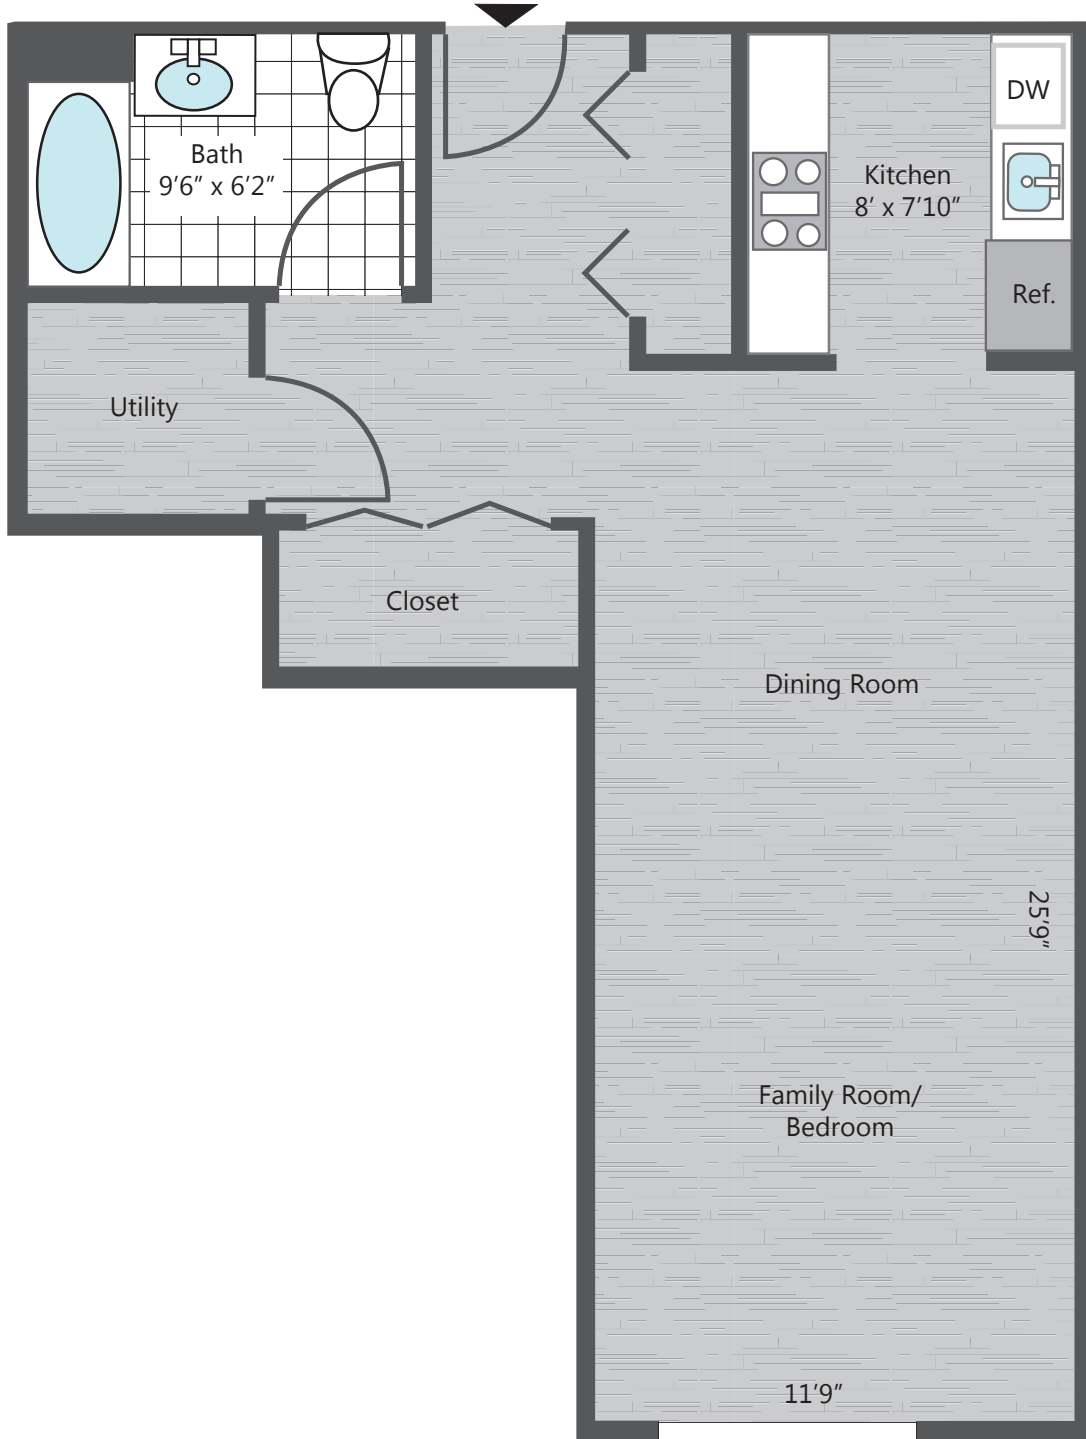 DW
Bath
9'6” x 6'2”
Kitchen
8’ x 7’10”
Ref.
Utility
Closet
Dining Room
25'9”
Family Room/
Bedroom
11’9”